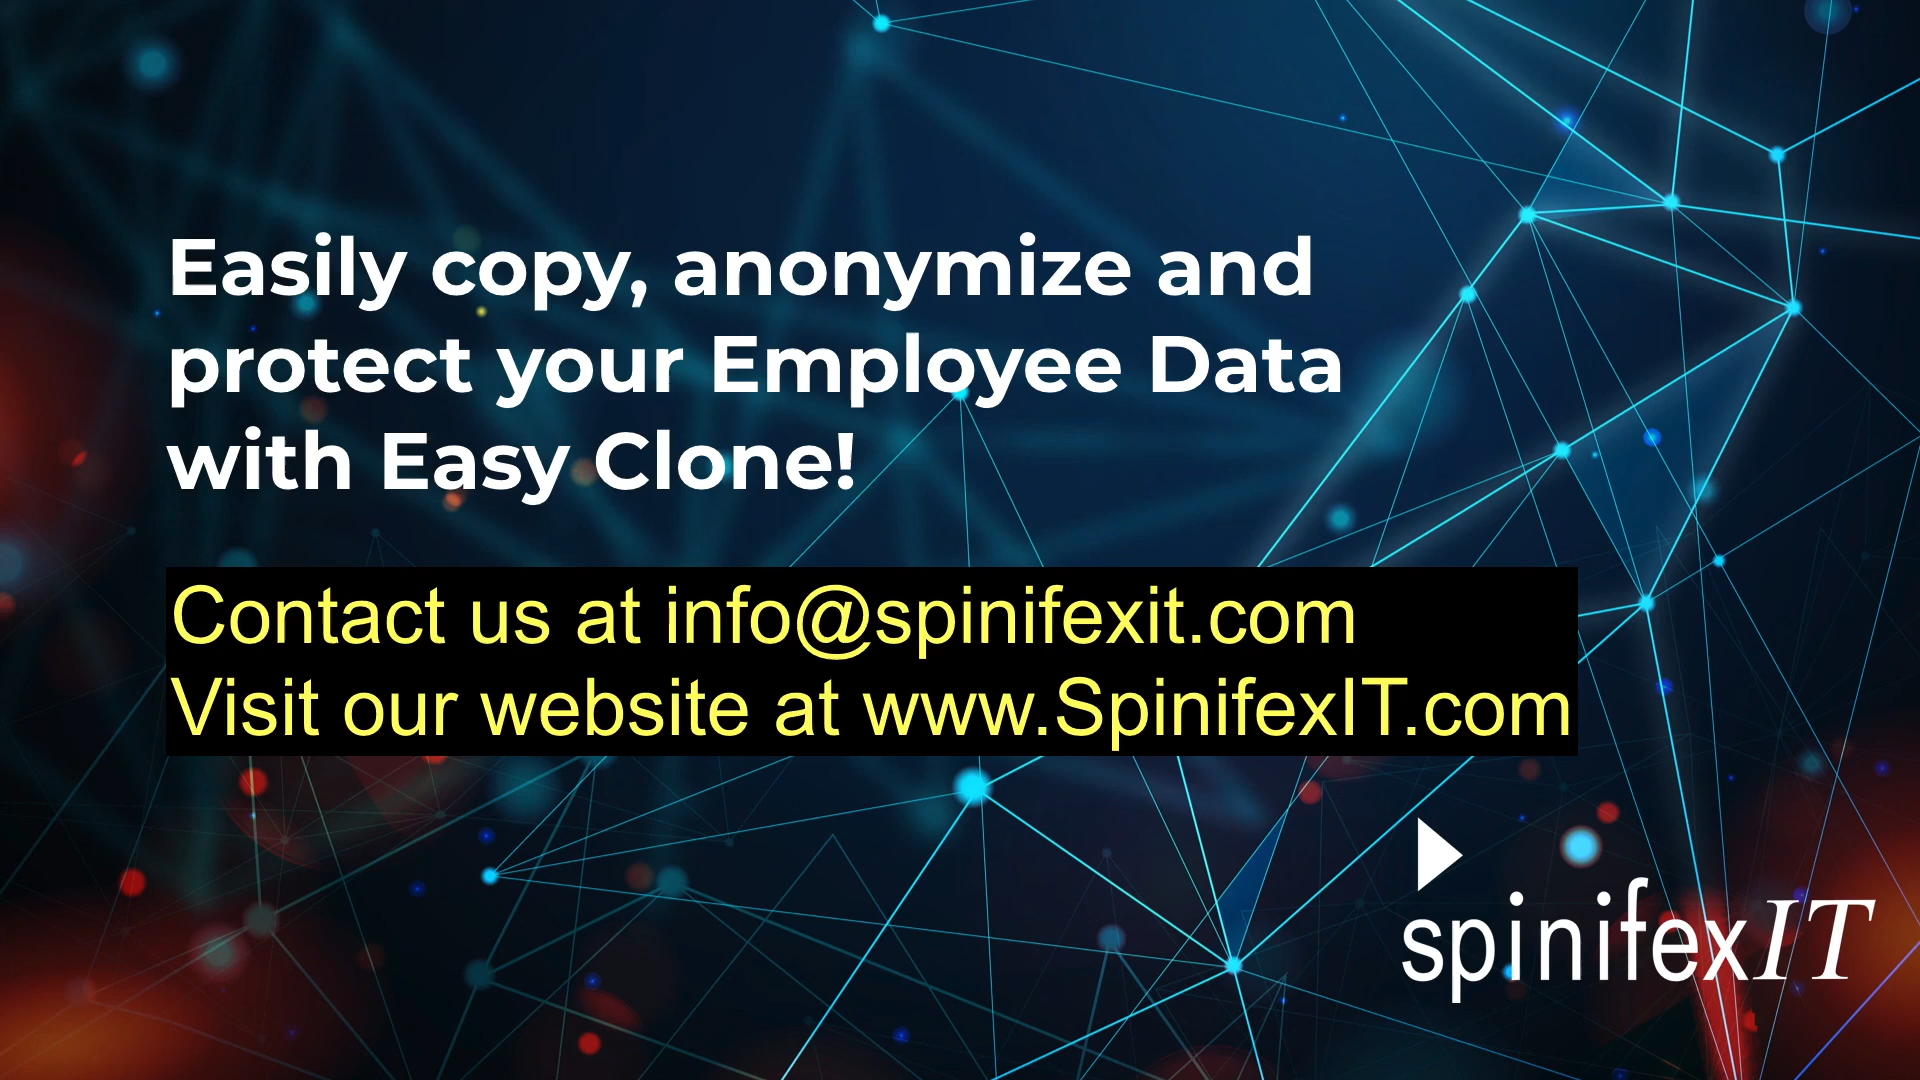 Easily copy, anonymize and
protect your Employee Data
with Easy Clone!
Contact us at info@spinifexit.com
Visit our website at www.SpinifexIT.com
spinifexIT